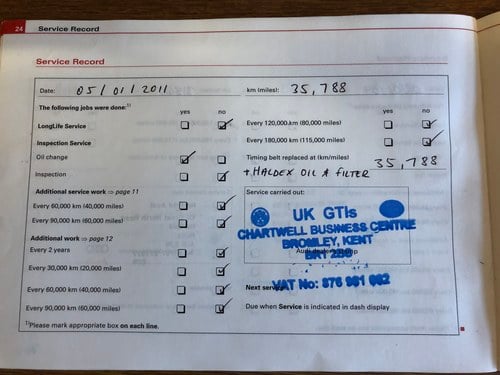 24 Service Record
Service Record
Date: 05/01/2011 km (miles): 35,788
The following jobs were done:1)
yes no yes no
LongLife Service Every 120,000 km (80,000 miles)
Inspection Service Every 180,000 km (115,000 miles)
Oil change Timing belt replaced at (km/miles) 35,788
Inspection + HALDEX OIL & FILTER
Additional service work ⇨ page 11 Service carried out:
Every 60,000 km (40,000 miles)
Every 90,000 km (60,000 miles)
UK GTIs
CHARTWELL BUSINESS CENTRE
BROMLEY, KENT
Additional work ⇨ page 12
Every 2 years
Every 30,000 km (20,000 miles)
Every 60,000 km (40,000 miles) Next
VAT No: 876 981 082
Every 90,000 km (60,000 miles) Due when Service is indicated in dash display
1)Please mark appropriate box on each line.